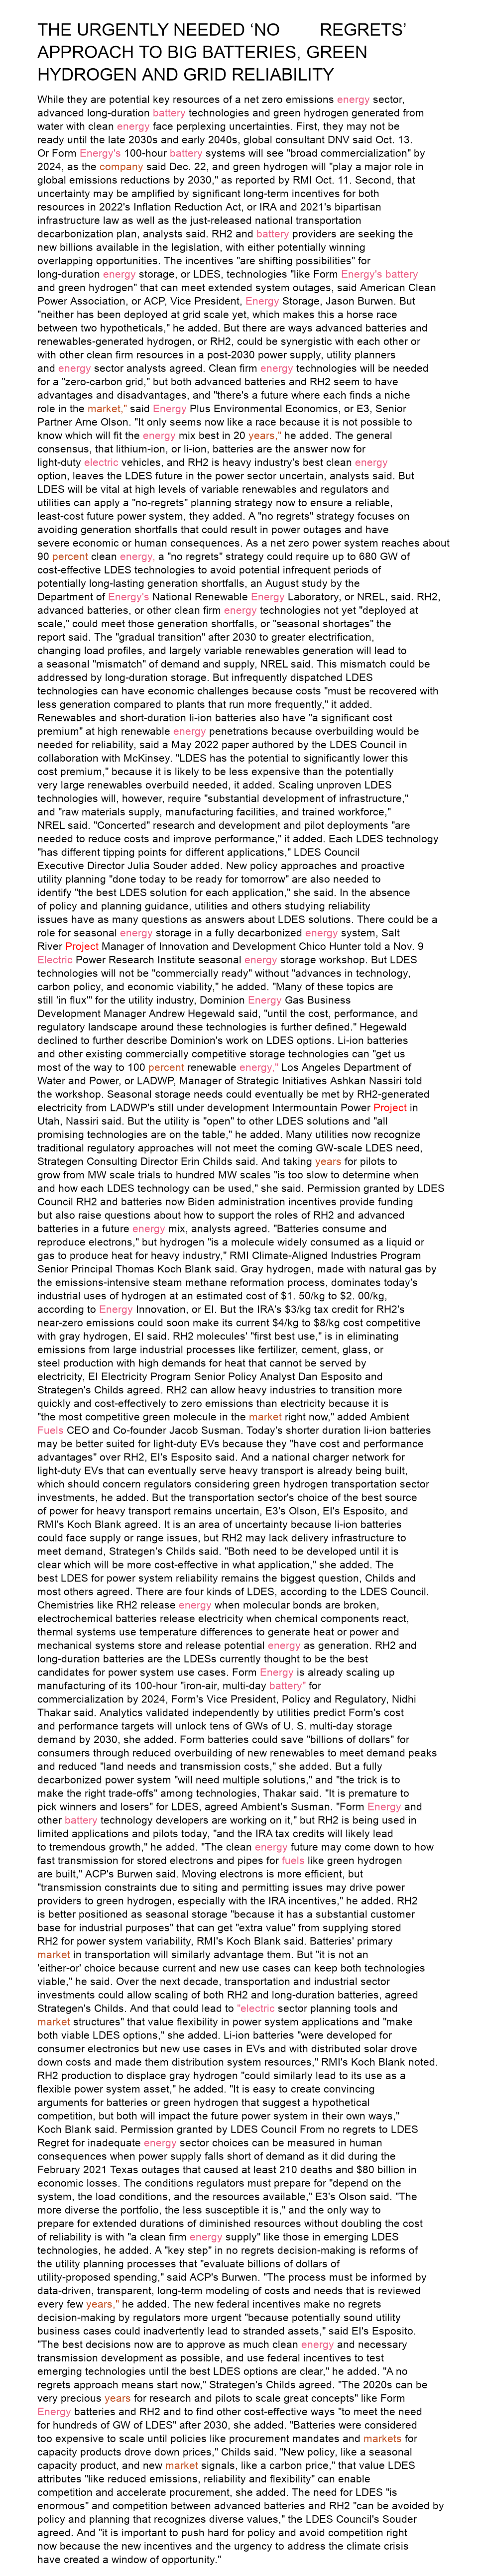 THE URGENTLY NEEDED ‘NO REGRETS’
APPROACH TO BIG BATTERIES, GREEN
HYDROGEN AND GRID RELIABILITY
While they are potential key resources of a net zero emissions energy sector,
advanced long-duration battery technologies and green hydrogen generated from
water with clean energy face perplexing uncertainties. First, they may not be
ready until the late 2030s and early 2040s, global consultant DNV said Oct. 13.
Or Form Energy's 100-hour battery systems will see "broad commercialization" by
2024, as the company said Dec. 22, and green hydrogen will "play a major role in
global emissions reductions by 2030," as reported by RMI Oct. 11. Second, that
uncertainty may be amplified by significant long-term incentives for both
resources in 2022's Inflation Reduction Act, or IRA and 2021's bipartisan
infrastructure law as well as the just-released national transportation
decarbonization plan, analysts said. RH2 and battery providers are seeking the
new billions available in the legislation, with either potentially winning
overlapping opportunities. The incentives "are shifting possibilities" for
long-duration energy storage, or LDES, technologies "like Form Energy's battery
and green hydrogen" that can meet extended system outages, said American Clean
Power Association, or ACP, Vice President, Energy Storage, Jason Burwen. But
"neither has been deployed at grid scale yet, which makes this a horse race
between two hypotheticals," he added. But there are ways advanced batteries and
renewables-generated hydrogen, or RH2, could be synergistic with each other or
with other clean firm resources in a post-2030 power supply, utility planners
and energy sector analysts agreed. Clean firm energy technologies will be needed
for a "zero-carbon grid," but both advanced batteries and RH2 seem to have
advantages and disadvantages, and "there's a future where each finds a niche
role in the market," said Energy Plus Environmental Economics, or E3, Senior
Partner Arne Olson. "It only seems now like a race because it is not possible to
know which will fit the energy mix best in 20 years," he added. The general
consensus, that lithium-ion, or li-ion, batteries are the answer now for
light-duty electric vehicles, and RH2 is heavy industry's best clean energy
option, leaves the LDES future in the power sector uncertain, analysts said. But
LDES will be vital at high levels of variable renewables and regulators and
utilities can apply a "no-regrets" planning strategy now to ensure a reliable,
least-cost future power system, they added. A "no regrets" strategy focuses on
avoiding generation shortfalls that could result in power outages and have
severe economic or human consequences. As a net zero power system reaches about
90 percent clean energy, a "no regrets" strategy could require up to 680 GW of
cost-effective LDES technologies to avoid potential infrequent periods of
potentially long-lasting generation shortfalls, an August study by the
Department of Energy's National Renewable Energy Laboratory, or NREL, said. RH2,
advanced batteries, or other clean firm energy technologies not yet "deployed at
scale," could meet those generation shortfalls, or "seasonal shortages" the
report said. The "gradual transition" after 2030 to greater electrification,
changing load profiles, and largely variable renewables generation will lead to
a seasonal "mismatch" of demand and supply, NREL said. This mismatch could be
addressed by long-duration storage. But infrequently dispatched LDES
technologies can have economic challenges because costs "must be recovered with
less generation compared to plants that run more frequently," it added.
Renewables and short-duration li-ion batteries also have "a significant cost
premium" at high renewable energy penetrations because overbuilding would be
needed for reliability, said a May 2022 paper authored by the LDES Council in
collaboration with McKinsey. "LDES has the potential to significantly lower this
cost premium," because it is likely to be less expensive than the potentially
very large renewables overbuild needed, it added. Scaling unproven LDES
technologies will, however, require "substantial development of infrastructure,"
and "raw materials supply, manufacturing facilities, and trained workforce,"
NREL said. "Concerted" research and development and pilot deployments "are
needed to reduce costs and improve performance," it added. Each LDES technology
"has different tipping points for different applications," LDES Council
Executive Director Julia Souder added. New policy approaches and proactive
utility planning "done today to be ready for tomorrow" are also needed to
identify "the best LDES solution for each application," she said. In the absence
of policy and planning guidance, utilities and others studying reliability
issues have as many questions as answers about LDES solutions. There could be a
role for seasonal energy storage in a fully decarbonized energy system, Salt
River Project Manager of Innovation and Development Chico Hunter told a Nov. 9
Electric Power Research Institute seasonal energy storage workshop. But LDES
technologies will not be "commercially ready" without "advances in technology,
carbon policy, and economic viability," he added. "Many of these topics are
still 'in flux'" for the utility industry, Dominion Energy Gas Business
Development Manager Andrew Hegewald said, "until the cost, performance, and
regulatory landscape around these technologies is further defined." Hegewald
declined to further describe Dominion's work on LDES options. Li-ion batteries
and other existing commercially competitive storage technologies can "get us
most of the way to 100 percent renewable energy," Los Angeles Department of
Water and Power, or LADWP, Manager of Strategic Initiatives Ashkan Nassiri told
the workshop. Seasonal storage needs could eventually be met by RH2-generated
electricity from LADWP's still under development Intermountain Power Project in
Utah, Nassiri said. But the utility is "open" to other LDES solutions and "all
promising technologies are on the table," he added. Many utilities now recognize
traditional regulatory approaches will not meet the coming GW-scale LDES need,
Strategen Consulting Director Erin Childs said. And taking years for pilots to
grow from MW scale trials to hundred MW scales "is too slow to determine when
and how each LDES technology can be used," she said. Permission granted by LDES
Council RH2 and batteries now Biden administration incentives provide funding
but also raise questions about how to support the roles of RH2 and advanced
batteries in a future energy mix, analysts agreed. "Batteries consume and
reproduce electrons," but hydrogen "is a molecule widely consumed as a liquid or
gas to produce heat for heavy industry," RMI Climate-Aligned Industries Program
Senior Principal Thomas Koch Blank said. Gray hydrogen, made with natural gas by
the emissions-intensive steam methane reformation process, dominates today's
industrial uses of hydrogen at an estimated cost of $1. 50/kg to $2. 00/kg,
according to Energy Innovation, or EI. But the IRA's $3/kg tax credit for RH2's
near-zero emissions could soon make its current $4/kg to $8/kg cost competitive
with gray hydrogen, EI said. RH2 molecules' "first best use," is in eliminating
emissions from large industrial processes like fertilizer, cement, glass, or
steel production with high demands for heat that cannot be served by
electricity, EI Electricity Program Senior Policy Analyst Dan Esposito and
Strategen's Childs agreed. RH2 can allow heavy industries to transition more
quickly and cost-effectively to zero emissions than electricity because it is
"the most competitive green molecule in the market right now," added Ambient
Fuels CEO and Co-founder Jacob Susman. Today's shorter duration li-ion batteries
may be better suited for light-duty EVs because they "have cost and performance
advantages" over RH2, EI's Esposito said. And a national charger network for
light-duty EVs that can eventually serve heavy transport is already being built,
which should concern regulators considering green hydrogen transportation sector
investments, he added. But the transportation sector's choice of the best source
of power for heavy transport remains uncertain, E3's Olson, EI's Esposito, and
RMI's Koch Blank agreed. It is an area of uncertainty because li-ion batteries
could face supply or range issues, but RH2 may lack delivery infrastructure to
meet demand, Strategen's Childs said. "Both need to be developed until it is
clear which will be more cost-effective in what application," she added. The
best LDES for power system reliability remains the biggest question, Childs and
most others agreed. There are four kinds of LDES, according to the LDES Council.
Chemistries like RH2 release energy when molecular bonds are broken,
electrochemical batteries release electricity when chemical components react,
thermal systems use temperature differences to generate heat or power and
mechanical systems store and release potential energy as generation. RH2 and
long-duration batteries are the LDESs currently thought to be the best
candidates for power system use cases. Form Energy is already scaling up
manufacturing of its 100-hour "iron-air, multi-day battery" for
commercialization by 2024, Form's Vice President, Policy and Regulatory, Nidhi
Thakar said. Analytics validated independently by utilities predict Form's cost
and performance targets will unlock tens of GWs of U. S. multi-day storage
demand by 2030, she added. Form batteries could save "billions of dollars" for
consumers through reduced overbuilding of new renewables to meet demand peaks
and reduced "land needs and transmission costs," she added. But a fully
decarbonized power system "will need multiple solutions," and "the trick is to
make the right trade-offs" among technologies, Thakar said. "It is premature to
pick winners and losers" for LDES, agreed Ambient's Susman. "Form Energy and
other battery technology developers are working on it," but RH2 is being used in
limited applications and pilots today, "and the IRA tax credits will likely lead
to tremendous growth," he added. "The clean energy future may come down to how
fast transmission for stored electrons and pipes for fuels like green hydrogen
are built," ACP's Burwen said. Moving electrons is more efficient, but
"transmission constraints due to siting and permitting issues may drive power
providers to green hydrogen, especially with the IRA incentives," he added. RH2
is better positioned as seasonal storage "because it has a substantial customer
base for industrial purposes" that can get "extra value" from supplying stored
RH2 for power system variability, RMI's Koch Blank said. Batteries' primary
market in transportation will similarly advantage them. But "it is not an
'either-or' choice because current and new use cases can keep both technologies
viable," he said. Over the next decade, transportation and industrial sector
investments could allow scaling of both RH2 and long-duration batteries, agreed
Strategen's Childs. And that could lead to "electric sector planning tools and
market structures" that value flexibility in power system applications and "make
both viable LDES options," she added. Li-ion batteries "were developed for
consumer electronics but new use cases in EVs and with distributed solar drove
down costs and made them distribution system resources," RMI's Koch Blank noted.
RH2 production to displace gray hydrogen "could similarly lead to its use as a
flexible power system asset," he added. "It is easy to create convincing
arguments for batteries or green hydrogen that suggest a hypothetical
competition, but both will impact the future power system in their own ways,"
Koch Blank said. Permission granted by LDES Council From no regrets to LDES
Regret for inadequate energy sector choices can be measured in human
consequences when power supply falls short of demand as it did during the
February 2021 Texas outages that caused at least 210 deaths and $80 billion in
economic losses. The conditions regulators must prepare for "depend on the
system, the load conditions, and the resources available," E3's Olson said. "The
more diverse the portfolio, the less susceptible it is," and the only way to
prepare for extended durations of diminished resources without doubling the cost
of reliability is with "a clean firm energy supply" like those in emerging LDES
technologies, he added. A "key step" in no regrets decision-making is reforms of
the utility planning processes that "evaluate billions of dollars of
utility-proposed spending," said ACP's Burwen. "The process must be informed by
data-driven, transparent, long-term modeling of costs and needs that is reviewed
every few years," he added. The new federal incentives make no regrets
decision-making by regulators more urgent "because potentially sound utility
business cases could inadvertently lead to stranded assets," said EI's Esposito.
"The best decisions now are to approve as much clean energy and necessary
transmission development as possible, and use federal incentives to test
emerging technologies until the best LDES options are clear," he added. "A no
regrets approach means start now," Strategen's Childs agreed. "The 2020s can be
very precious years for research and pilots to scale great concepts" like Form
Energy batteries and RH2 and to find other cost-effective ways "to meet the need
for hundreds of GW of LDES" after 2030, she added. "Batteries were considered
too expensive to scale until policies like procurement mandates and markets for
capacity products drove down prices," Childs said. "New policy, like a seasonal
capacity product, and new market signals, like a carbon price," that value LDES
attributes "like reduced emissions, reliability and flexibility" can enable
competition and accelerate procurement, she added. The need for LDES "is
enormous" and competition between advanced batteries and RH2 "can be avoided by
policy and planning that recognizes diverse values," the LDES Council's Souder
agreed. And "it is important to push hard for policy and avoid competition right
now because the new incentives and the urgency to address the climate crisis
have created a window of opportunity."